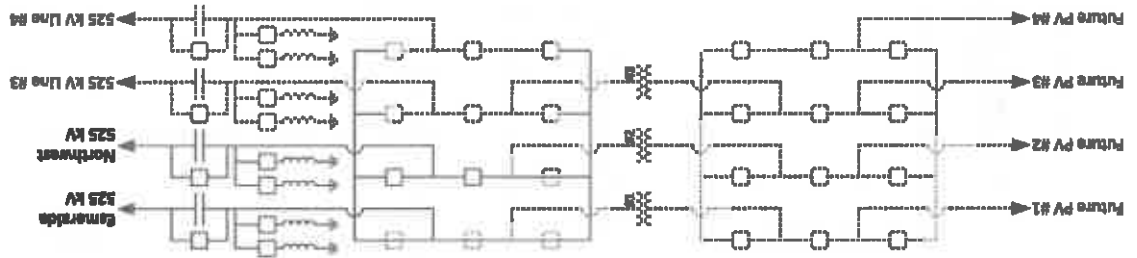 Future PV #1
Esmeralda
525 kV
Future PV #2
Northwest
525 kV
Future PV #3
525 kV Line #3
Future PV #4
525 kV Line #4